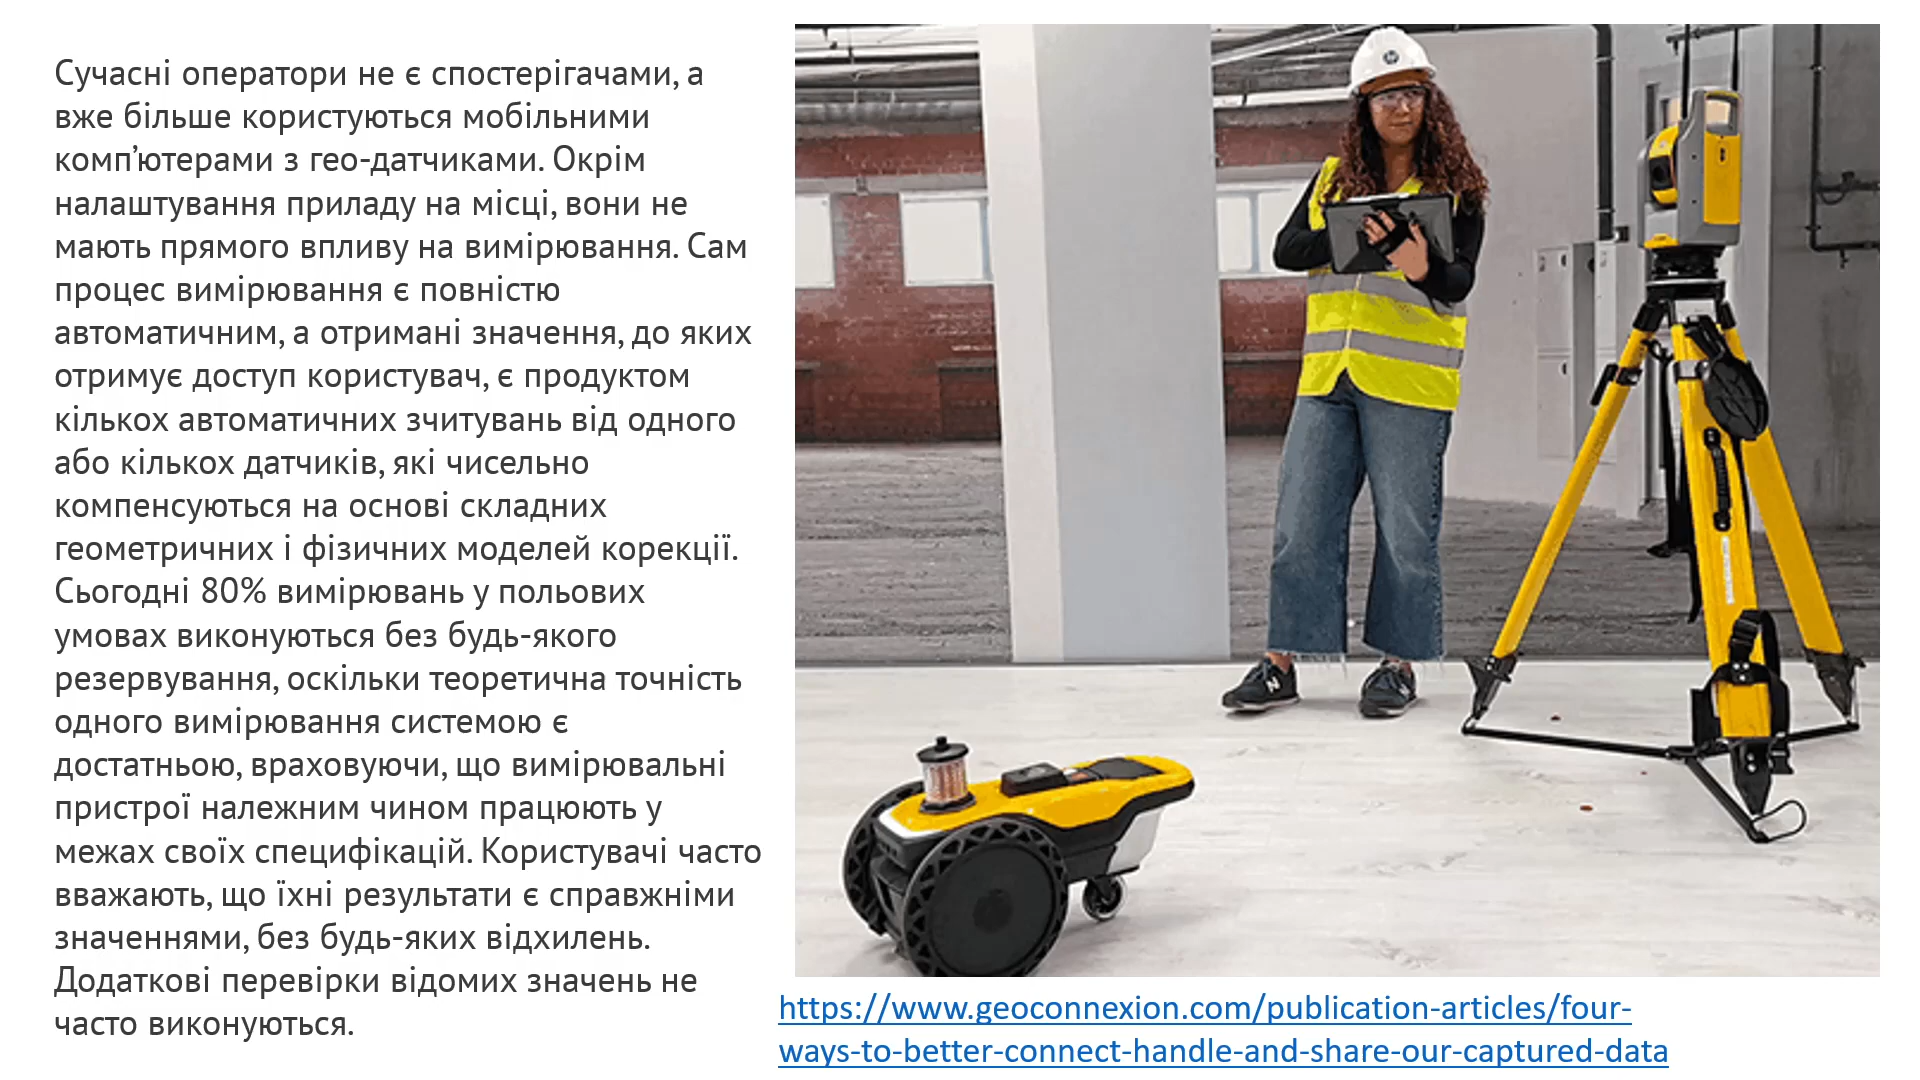 Сучасні оператори не є спостерігачами, а
вже більше користуються мобільними
комп’ютерами з гео-датчиками. Окрім
налаштування приладу на місці, вони не
мають прямого впливу на вимірювання. Сам
процес вимірювання є повністю
автоматичним, а отримані значення, до яких
отримує доступ користувач, є продуктом
кількох автоматичних зчитувань від одного
або кількох датчиків, які чисельно
компенсуються на основі складних
геометричних і фізичних моделей корекції.
Сьогодні 80% вимірювань у польових
умовах виконуються без будь-якого
резервування, оскільки теоретична точність
одного вимірювання системою є
достатньою, враховуючи, що вимірювальні
пристрої належним чином працюють у
межах своїх специфікацій. Користувачі часто
вважають, що їхні результати є справжніми
значеннями, без будь-яких відхилень.
Додаткові перевірки відомих значень не
часто виконуються.
https://www.geoconnexion.com/publication-articles/four-
ways-to-better-connect-handle-and-share-our-captured-data